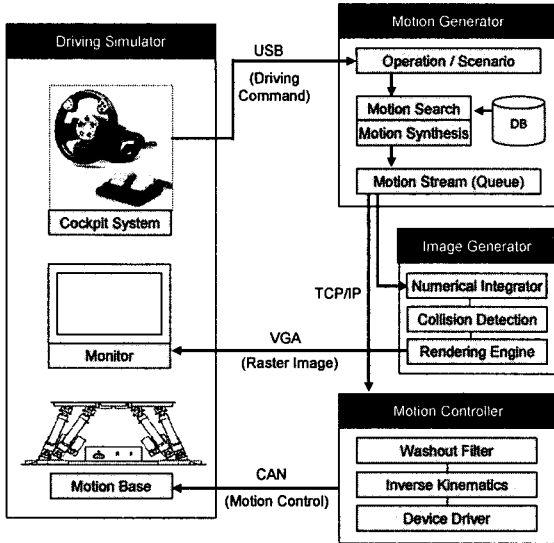 Driving Simulator
Cockpit System
Monitor
Motion Base
USB
(Driving
Command)
TCP/IP
VGA
(Raster Image)
CAN
(Motion Control)
Motion Generator
Operation / Scenario
Motion Search
Motion Synthesis
DB
Motion Stream (Queue)
Image Generator
Numerical Integrator
Collision Detection
Rendering Engine
Motion Controller
Washout Filter
Inverse Kinematics
Device Driver